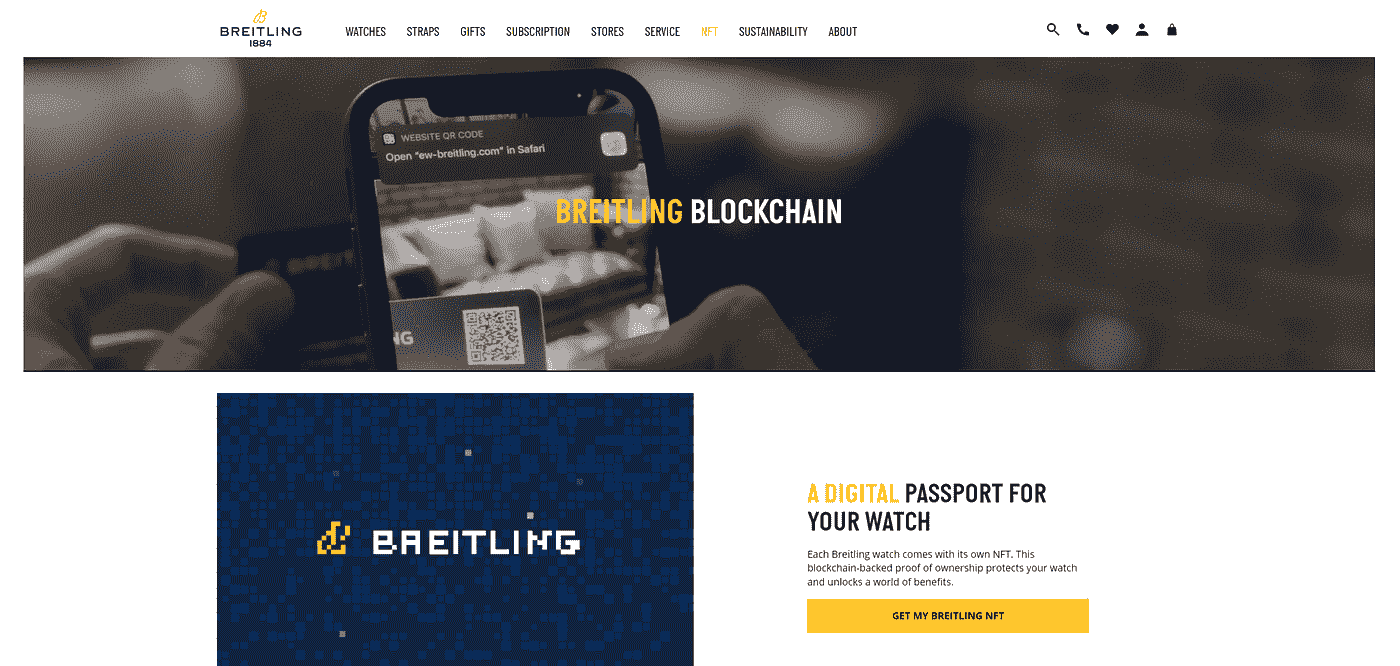 BREITLING
1884
WATCHES STRAPS GIFTS SUBSCRIPTION STORES SERVICE NFT SUSTAINABILITY ABOUT
WEBSITE QR CODE
Open "ew-breitling.com" in Safari
BREITLING BLOCKCHAIN
NG
BREITLING
A DIGITAL PASSPORT FOR
YOUR WATCH
Each Breitling watch comes with its own NFT. This
blockchain-backed proof of ownership protects your watch
and unlocks a world of benefits.
GET MY BREITLING NFT